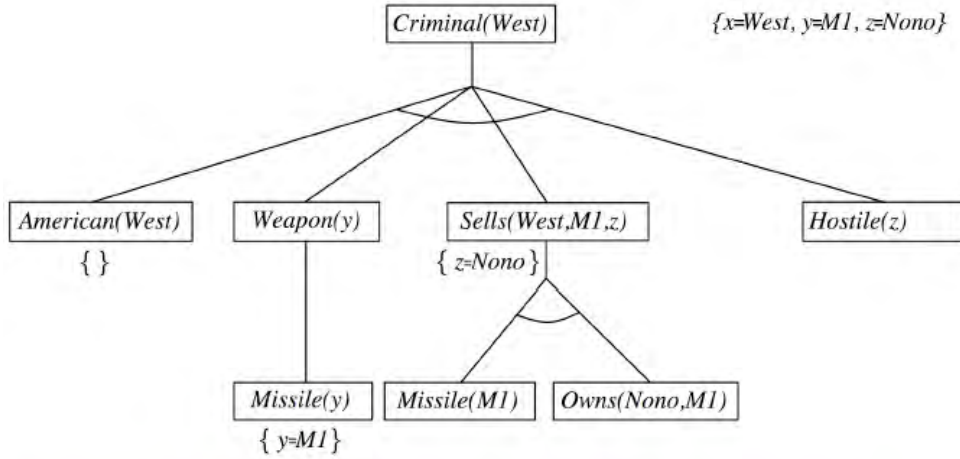 Criminal(West)
{x=West, y=M1, z=Nono}
American(West)
Weapon(y)
Sells(West,M1,z)
Hostile(z)
{ }
{ z=Nono }
Missile(y)
Missile(M1)
Owns(Nono,M1)
{ y=M1}